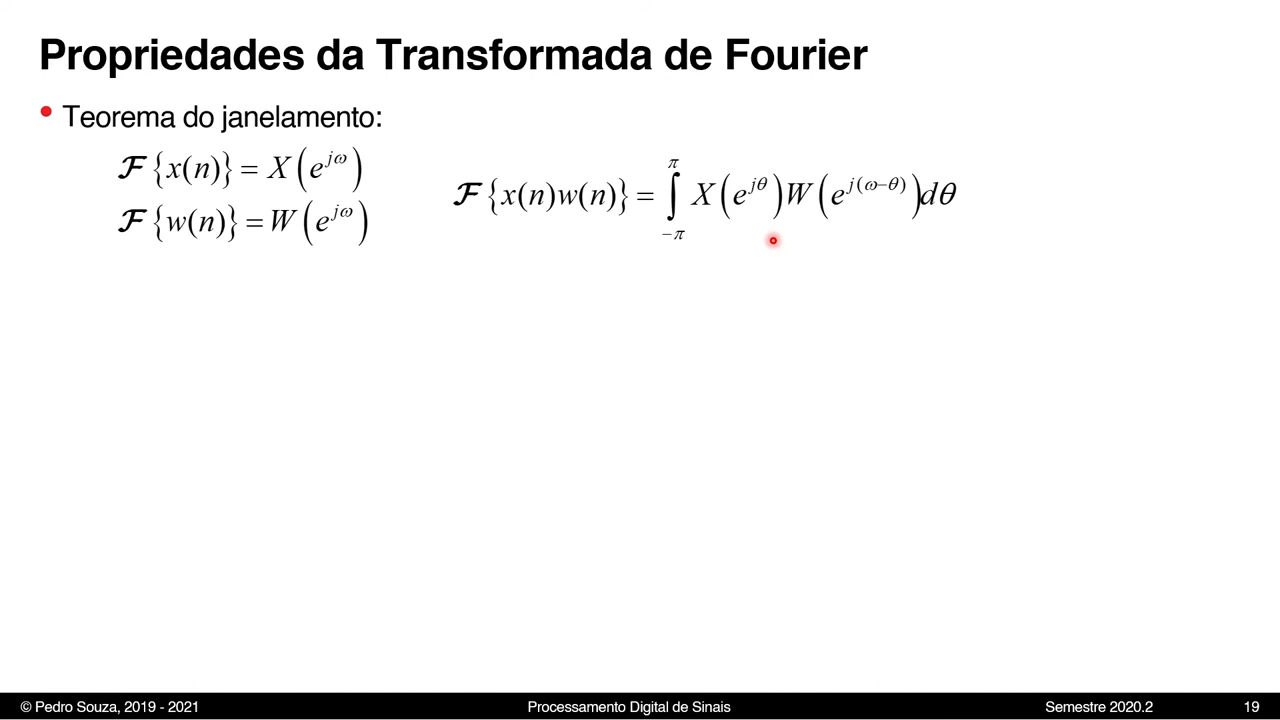 Propriedades da Transformada de Fourier
• Teorema do janelamento:
𝓕{x(n)} = X(e^{jω})
𝓕{w(n)} = W(e^{jω})
𝓕{x(n)w(n)} = ∫_{−π}^{π} X(e^{jθ})W(e^{j(ω−θ)})dθ
© Pedro Souza, 2019 - 2021 Processamento Digital de Sinais Semestre 2020.2 19